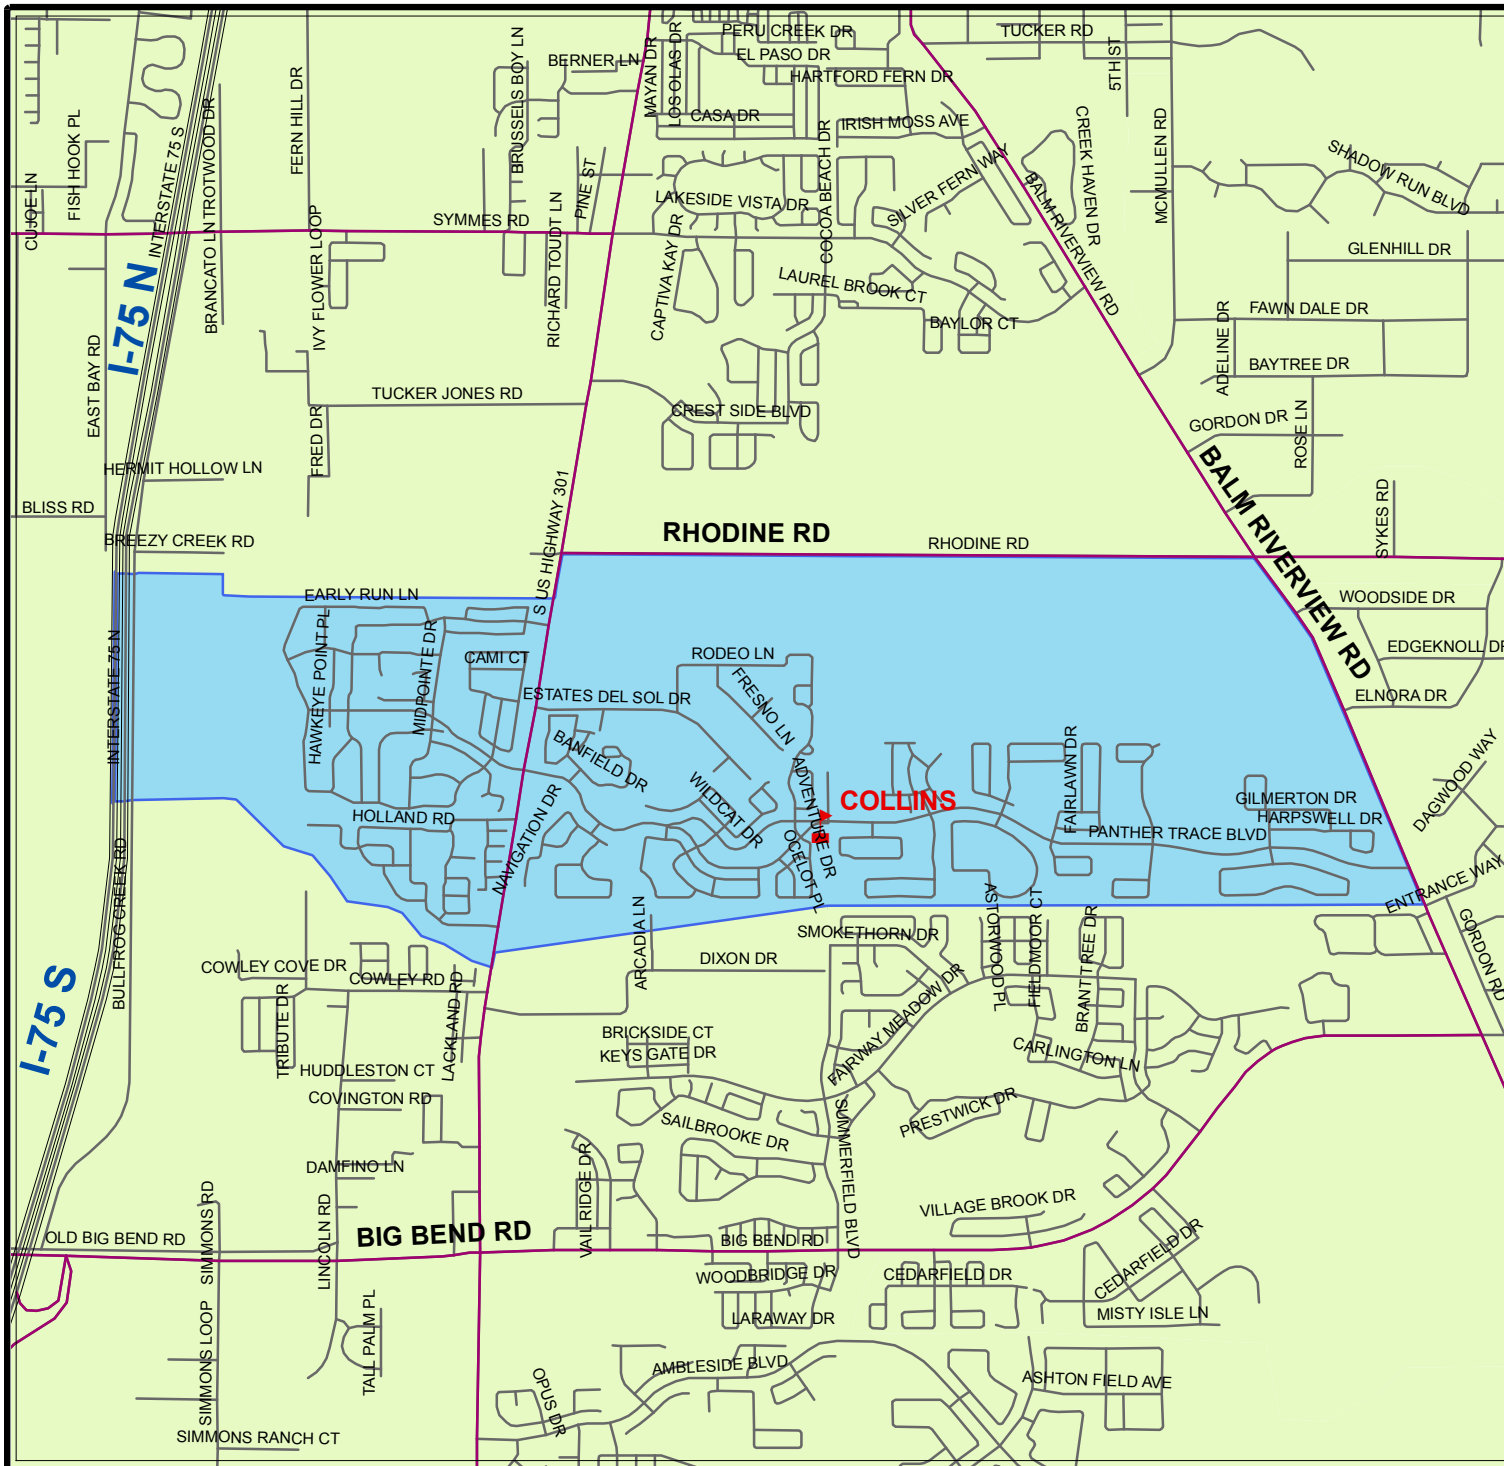 PERU CREEK DR
TUCKER RD
EL PASO DR
BERNER LN
HARTFORD FERN DR
MAYAN DR
LOS OLAS DR
5TH ST
BRUSSELS BOY LN
FERN HILL DR
BRANCATO LN
TROTWOOD DR
FISH HOOK PL
CUJOE LN
INTERSTATE 75 S
CASA DR
IRISH MOSS AVE
COCOA BEACH DR
CREEK HAVEN DR
MCMULLEN RD
SHADOW RUN BLVD
PINE ST
RICHARD TOUDT LN
SYMMES RD
LAKESIDE VISTA DR
SILVER FERN WAY
BALM RIVERVIEW RD
CAPTIVA KAY DR
IVY FLOWER LOOP
GLENHILL DR
LAUREL BROOK CT
BAYLOR CT
FAWN DALE DR
ADELINE DR
BAYTREE DR
I-75 N
EAST BAY RD
TUCKER JONES RD
CREST SIDE BLVD
GORDON DR
ROSE LN
FRED DR
HERMIT HOLLOW LN
BLISS RD
BREEZY CREEK RD
S US HIGHWAY 301
RHODINE RD
RHODINE RD
BALM RIVERVIEW RD
SYKES RD
EARLY RUN LN
WOODSIDE DR
EDGEKNOLL DR
ELNORA DR
HAWKEYE POINT PL
MIDPOINTE DR
CAMI CT
RODEO LN
ESTATES DEL SOL DR
FRESNO LN
INTERSTATE 75 N
BANFIELD DR
WILDCAT DR
ADVENTURE DR
COLLINS
FAIRLAWN DR
DAGWOOD WAY
GILMERTON DR
HARPSWELL DR
HOLLAND RD
NAVIGATION DR
OCELOT PL
PANTHER TRACE BLVD
BULLFROG CREEK RD
ENTRANCE WAY
ARCADIA LN
SMOKETHORN DR
ASTORWOOD PL
FIELDMOOR CT
BRANTTREE DR
GORDON RD
COWLEY COVE DR
COWLEY RD
LACKLAND RD
DIXON DR
FAIRWAY MEADOW DR
I-75 S
TRIBUTE DR
BRICKSIDE CT
KEYS GATE DR
CARLINGTON LN
HUDDLESTON CT
COVINGTON RD
PRESTWICK DR
SAILBROOKE DR
SUMMERFIELD BLVD
DAMFINO LN
VAIL RIDGE DR
VILLAGE BROOK DR
SIMMONS RD
LINCOLN RD
OLD BIG BEND RD
BIG BEND RD
BIG BEND RD
WOODBRIDGE DR
CEDARFIELD DR
CEDARFIELD DR
LARAWAY DR
MISTY ISLE LN
SIMMONS LOOP
TALL PALM PL
AMBLESIDE BLVD
OPUS DR
ASHTON FIELD AVE
SIMMONS RANCH CT